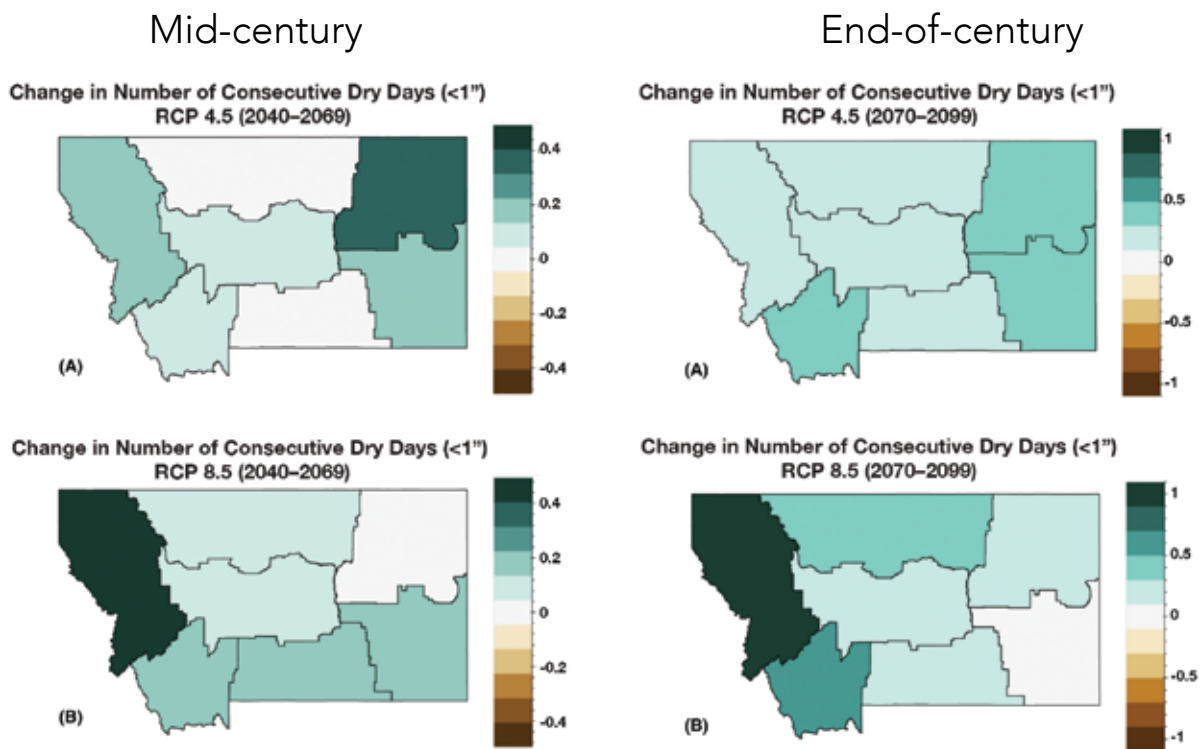 Mid-century
End-of-century
Change in Number of Consecutive Dry Days (<1")
RCP 4.5 (2040–2069)
0.4
0.2
0
-0.2
-0.4
(A)
Change in Number of Consecutive Dry Days (<1")
RCP 4.5 (2070–2099)
1
0.5
0
-0.5
-1
(A)
Change in Number of Consecutive Dry Days (<1")
RCP 8.5 (2040–2069)
0.4
0.2
0
-0.2
-0.4
(B)
Change in Number of Consecutive Dry Days (<1")
RCP 8.5 (2070–2099)
1
0.5
0
-0.5
-1
(B)